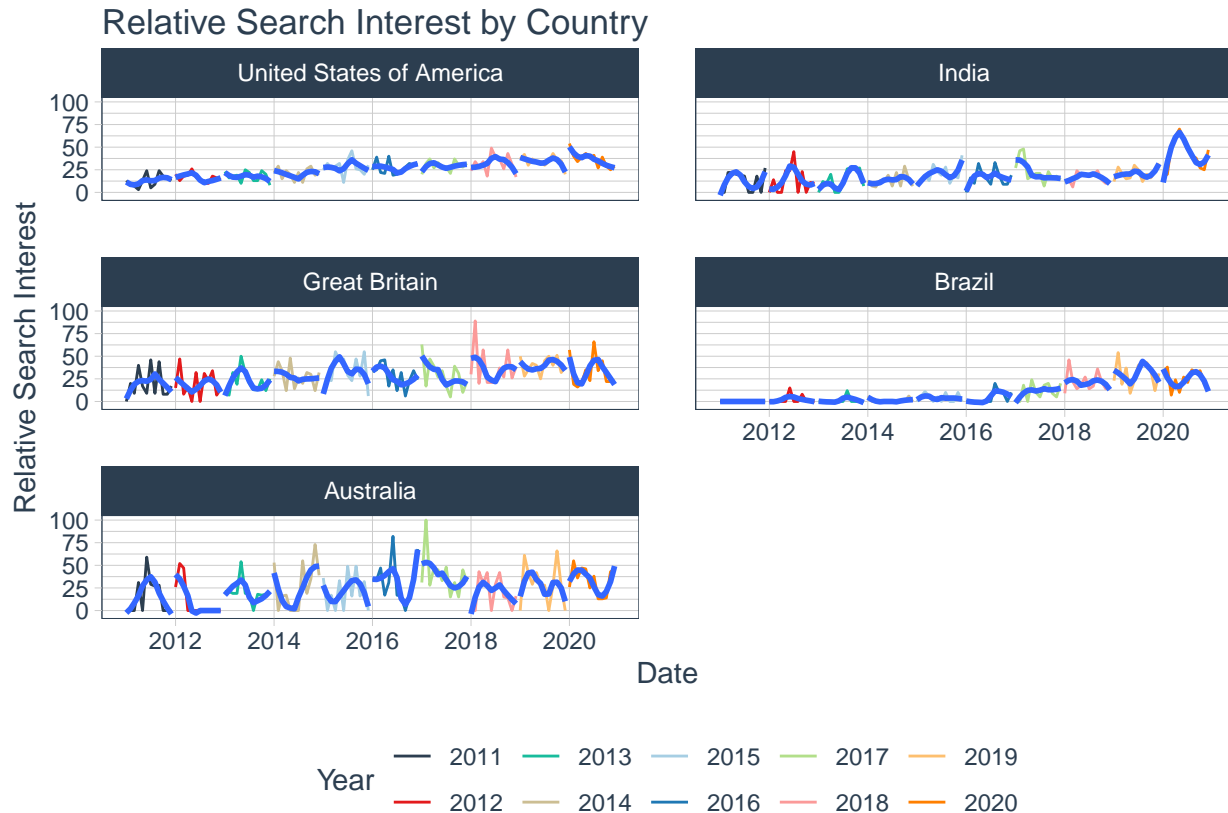 Relative Search Interest by Country
United States of America
India
100
75
50
25
0
Great Britain
Brazil
100
75
50
25
0
2012 2014 2016 2018 2020
Australia
100
75
50
25
0
2012 2014 2016 2018 2020
Relative Search Interest
Date
Year
2011 2013 2015 2017 2019
2012 2014 2016 2018 2020